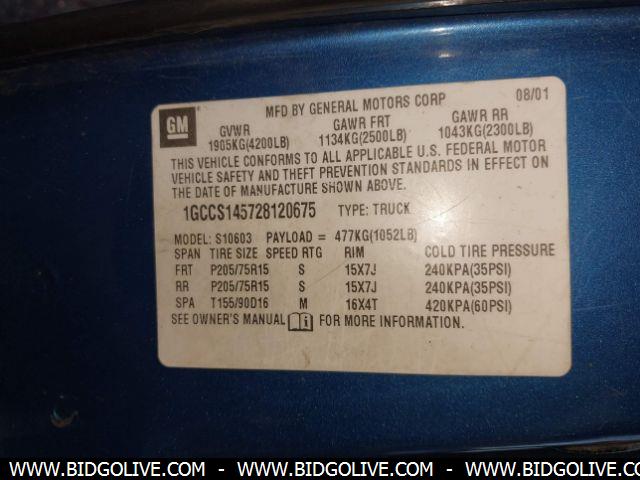 GM
MFD BY GENERAL MOTORS CORP 08/01
GVWR GAWR FRT GAWR RR
1905KG(4200LB) 1134KG(2500LB) 1043KG(2300LB)
THIS VEHICLE CONFORMS TO ALL APPLICABLE U.S. FEDERAL MOTOR
VEHICLE SAFETY AND THEFT PREVENTION STANDARDS IN EFFECT ON
THE DATE OF MANUFACTURE SHOWN ABOVE.
1GCCS145728120675 TYPE: TRUCK
MODEL: S10603 PAYLOAD = 477KG(1052LB)
SPAN TIRE SIZE SPEED RTG RIM COLD TIRE PRESSURE
FRT P205/75R15 S 15X7J 240KPA(35PSI)
RR P205/75R15 S 15X7J 240KPA(35PSI)
SPA T155/90D16 M 16X4T 420KPA(60PSI)
SEE OWNER'S MANUAL FOR MORE INFORMATION.
WWW.BIDGOLIVE.COM - WWW.BIDGOLIVE.COM - WWW.BIDGOLIVE.COM - WWW